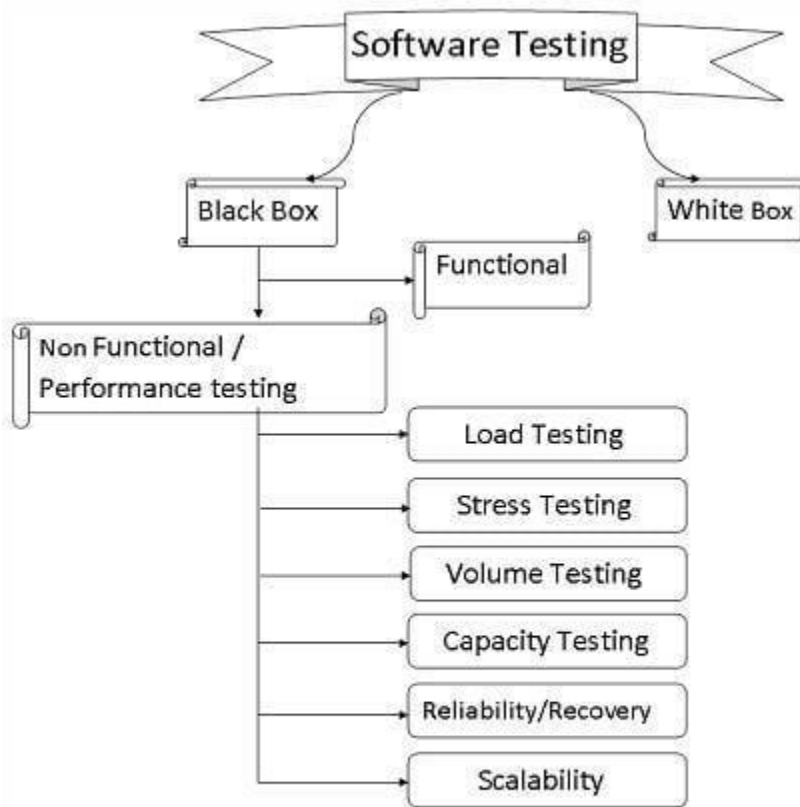 Software Testing
Black Box
White Box
Functional
Non Functional /
Performance testing
Load Testing
Stress Testing
Volume Testing
Capacity Testing
Reliability/Recovery
Scalability